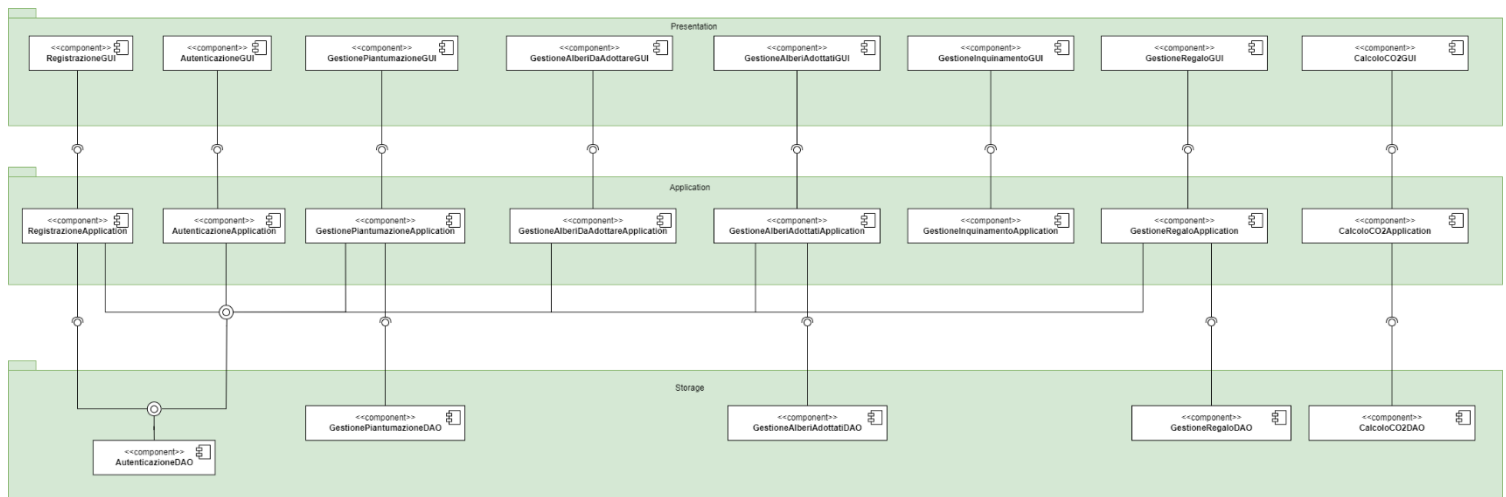 Presentation
<<component>>
RegistrazioneGUI
<<component>>
AutenticazioneGUI
<<component>>
GestionePiantumazioneGUI
<<component>>
GestioneAlberiDaAdottareGUI
<<component>>
GestioneAlberiAdottatiGUI
<<component>>
GestioneInquinamentoGUI
<<component>>
GestioneRegaloGUI
<<component>>
CalcoloCO2GUI
Application
<<component>>
RegistrazioneApplication
<<component>>
AutenticazioneApplication
<<component>>
GestionePiantumazioneApplication
<<component>>
GestioneAlberiDaAdottareApplication
<<component>>
GestioneAlberiAdottatiApplication
<<component>>
GestioneInquinamentoApplication
<<component>>
GestioneRegaloApplication
<<component>>
CalcoloCO2Application
Storage
<<component>>
GestionePiantumazioneDAO
<<component>>
GestioneAlberiAdottatiDAO
<<component>>
GestioneRegaloDAO
<<component>>
CalcoloCO2DAO
<<component>>
AutenticazioneDAO